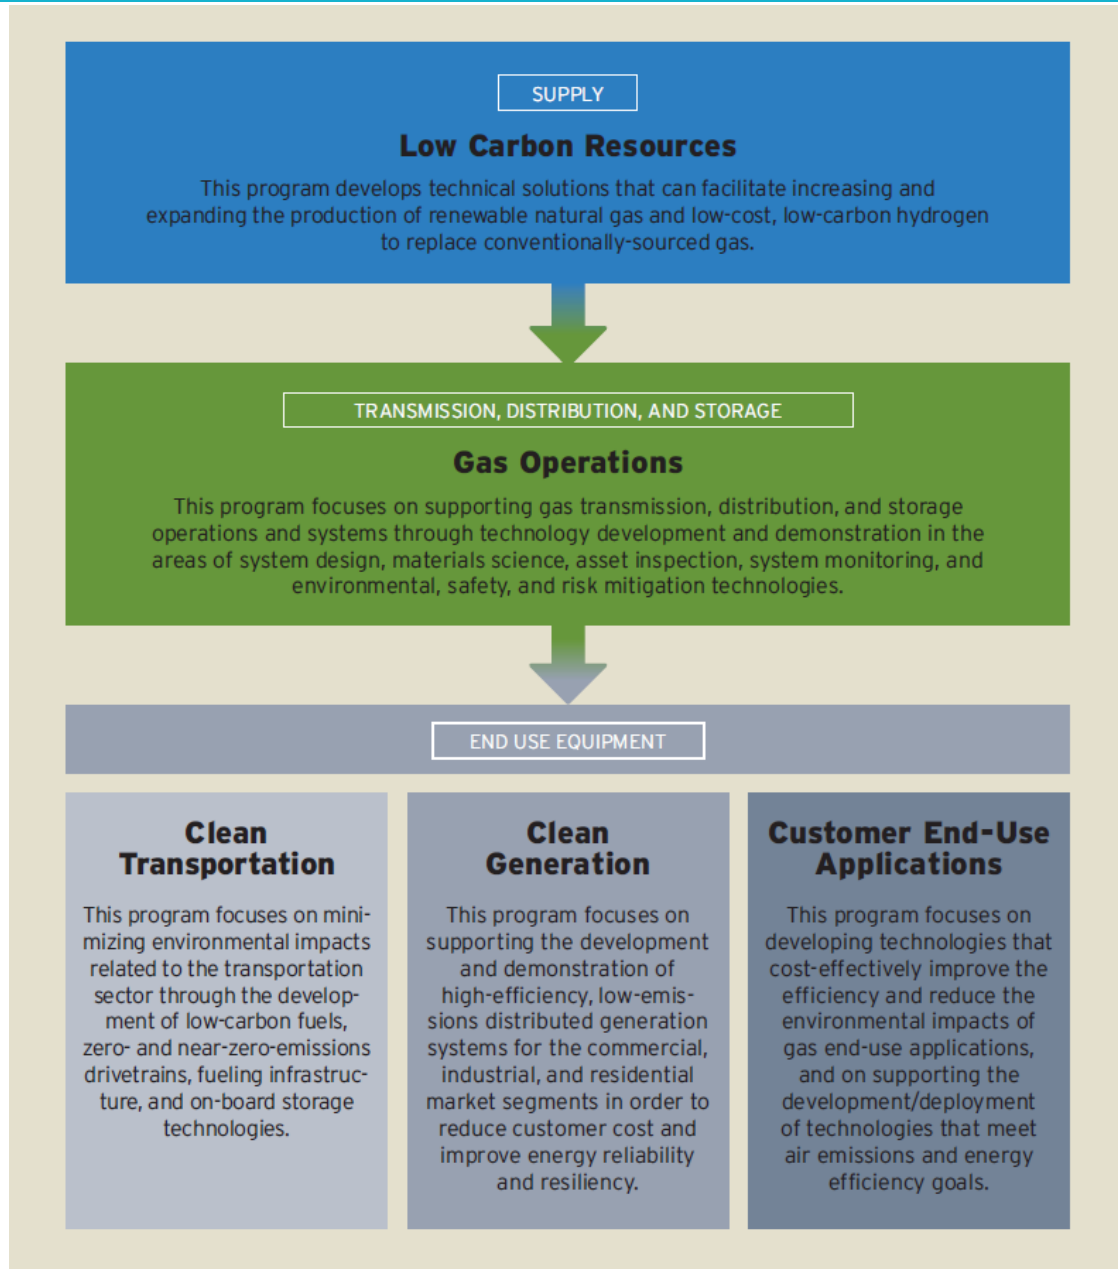 SUPPLY
Low Carbon Resources
This program develops technical solutions that can facilitate increasing and
expanding the production of renewable natural gas and low-cost, low-carbon hydrogen
to replace conventionally-sourced gas.
TRANSMISSION, DISTRIBUTION, AND STORAGE
Gas Operations
This program focuses on supporting gas transmission, distribution, and storage
operations and systems through technology development and demonstration in the
areas of system design, materials science, asset inspection, system monitoring, and
environmental, safety, and risk mitigation technologies.
END USE EQUIPMENT
Clean
Transportation
This program focuses on mini-
mizing environmental impacts
related to the transportation
sector through the develop-
ment of low-carbon fuels,
zero- and near-zero-emissions
drivetrains, fueling infrastruc-
ture, and on-board storage
technologies.
Clean
Generation
This program focuses on
supporting the development
and demonstration of
high-efficiency, low-emis-
sions distributed generation
systems for the commercial,
industrial, and residential
market segments in order to
reduce customer cost and
improve energy reliability
and resiliency.
Customer End-Use
Applications
This program focuses on
developing technologies that
cost-effectively improve the
efficiency and reduce the
environmental impacts of
gas end-use applications,
and on supporting the
development/deployment
of technologies that meet
air emissions and energy
efficiency goals.